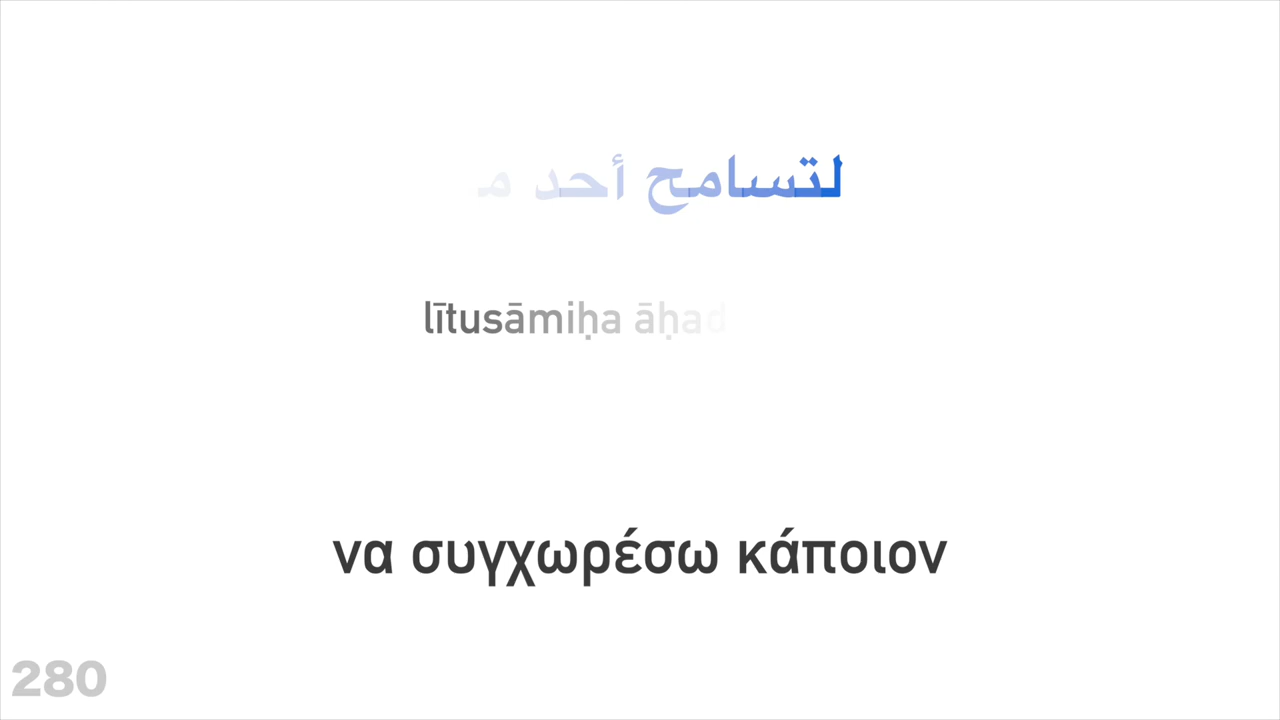 لتسامح أحد م
lītusāmiḥa āḥad
να συγχωρέσω κάποιον
280